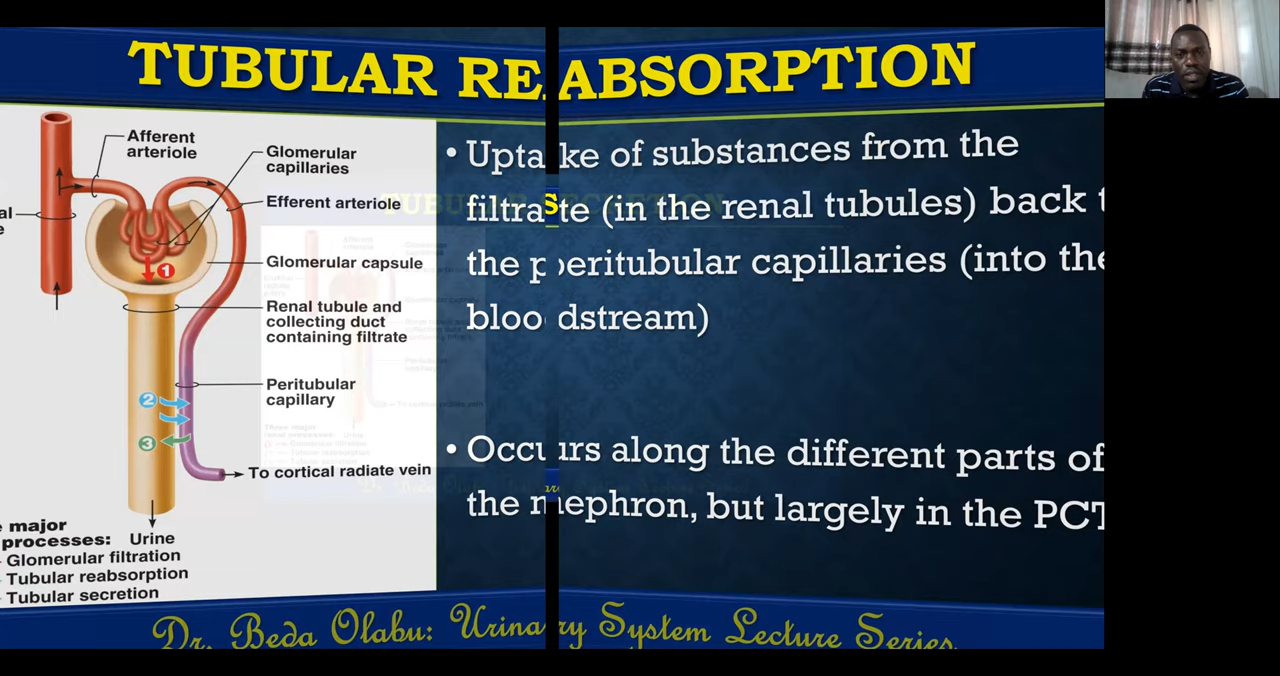 TUBULAR REABSORPTION
Afferent
arteriole
Glomerular
capillaries
Efferent arteriole
Glomerular capsule
Renal tubule and
collecting duct
containing filtrate
Peritubular
capillary
To cortical radiate vein
1
2
3
Urine
major
processes:
Glomerular filtration
Tubular reabsorption
Tubular secretion
• Uptake of substances from the
filtrate (in the renal tubules) back t
the peritubular capillaries (into the
bloodstream)
• Occurs along the different parts of
the nephron, but largely in the PCT
Dr. Beda Olabu: Urinary System Lecture Series